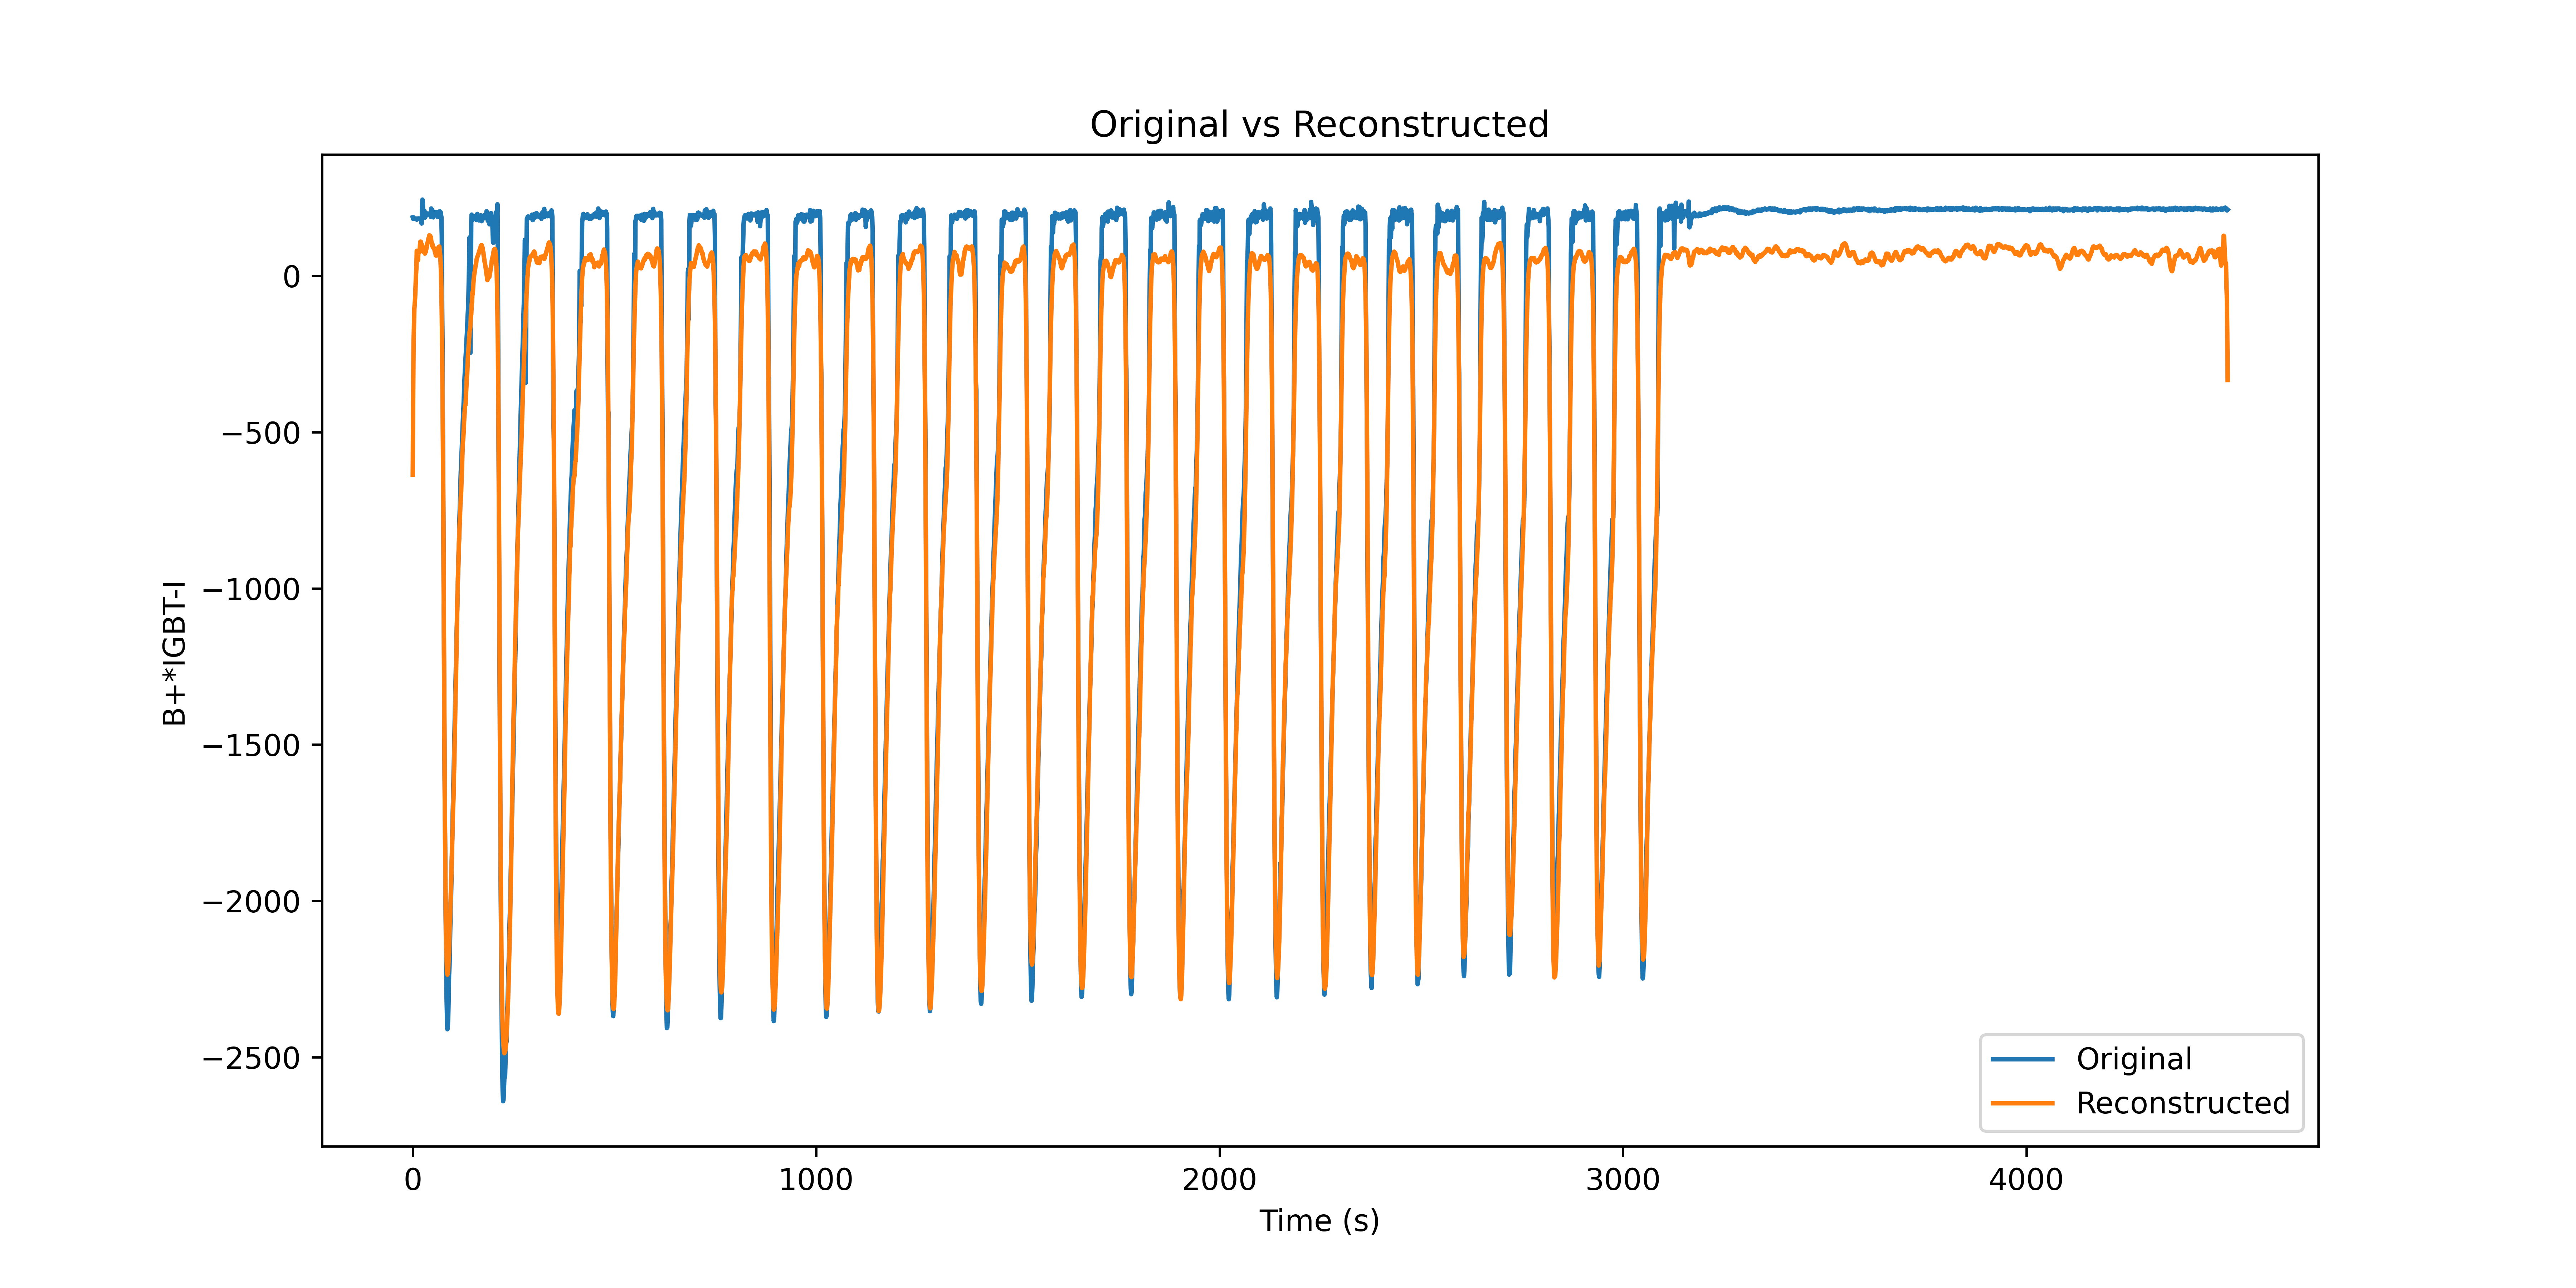 Original vs Reconstructed
B+*IGBT-I
0
−500
−1000
−1500
−2000
−2500
0 1000 2000 3000 4000
Time (s)
Original
Reconstructed